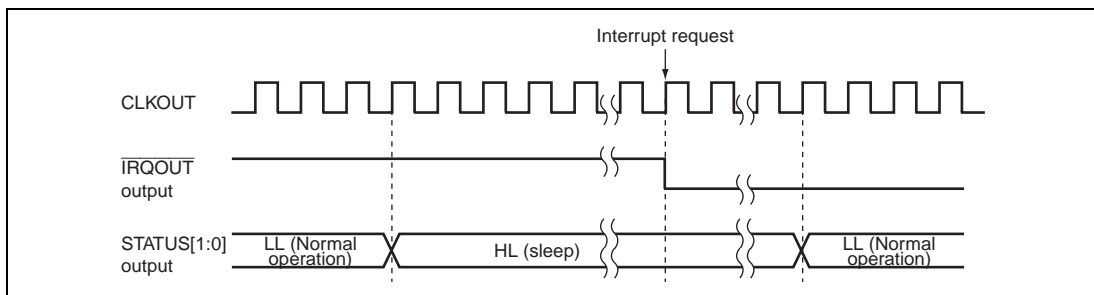 Interrupt request
CLKOUT
IRQOUT
output
STATUS[1:0]
output
LL (Normal
operation)
HL (sleep)
LL (Normal
operation)